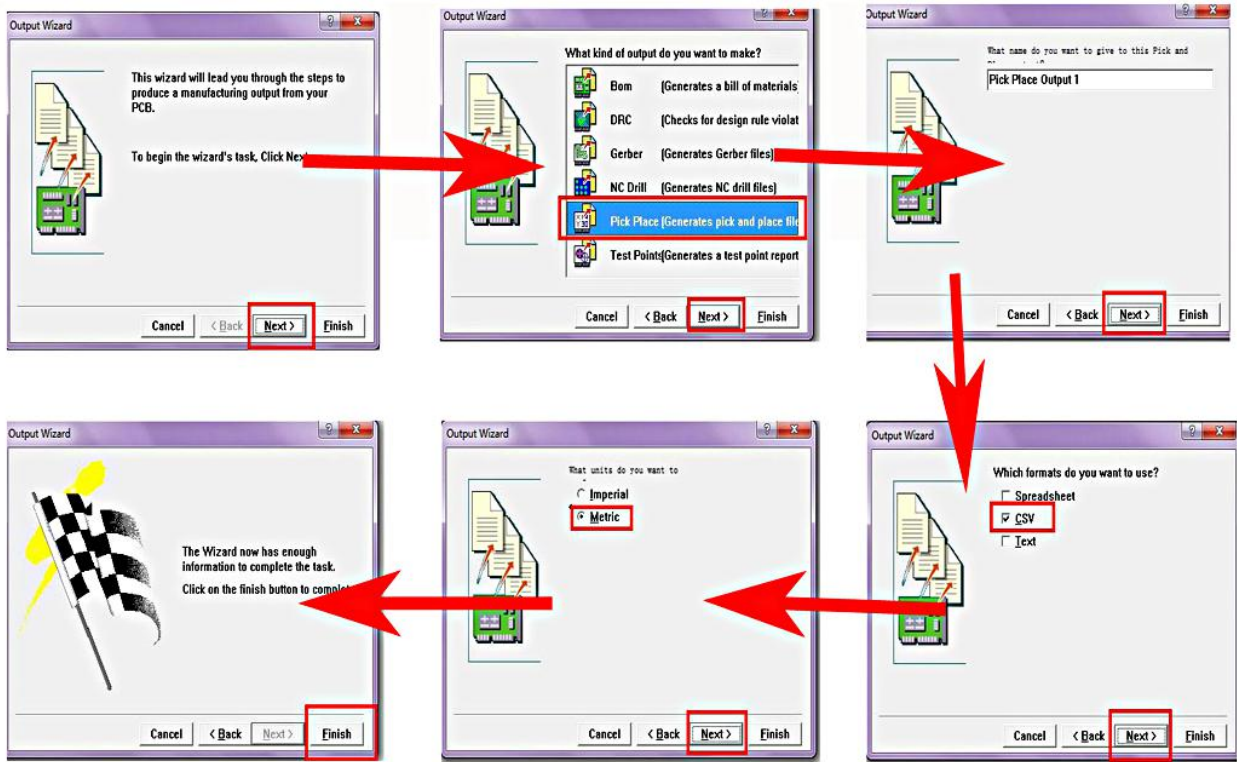 Output Wizard
This wizard will lead you through the steps to
produce a manufacturing output from your
PCB.
To begin the wizard's task, Click Next
Cancel < Back Next > Finish
Output Wizard
What kind of output do you want to make?
Bom (Generates a bill of materials
DRC (Checks for design rule violat
Gerber (Generates Gerber files)
NC Drill (Generates NC drill files)
Pick Place (Generates pick and place file
Test Points (Generates a test point report
Cancel < Back Next > Finish
Output Wizard
What name do you want to give to this Pick and
Pick Place Output 1
Cancel < Back Next > Finish
Output Wizard
Which formats do you want to use?
Spreadsheet
CSV
Text
Cancel < Back Next > Finish
Output Wizard
What units do you want to
Imperial
Metric
Cancel < Back Next > Finish
Output Wizard
The Wizard now has enough
information to complete the task.
Click on the finish button to complete
Cancel < Back Next > Finish